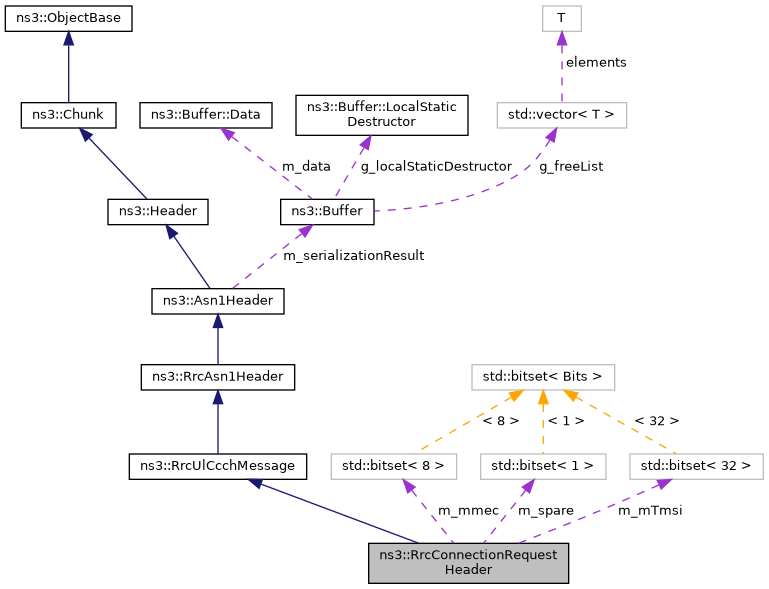 ns3::ObjectBase
T
elements
ns3::Chunk
ns3::Buffer::Data
ns3::Buffer::LocalStatic
Destructor
std::vector< T >
m_data
g_localStaticDestructor
g_freeList
ns3::Header
ns3::Buffer
m_serializationResult
ns3::Asn1Header
ns3::RrcAsn1Header
std::bitset< Bits >
< 8 >
< 1 >
< 32 >
ns3::RrcUlCcchMessage
std::bitset< 8 >
std::bitset< 1 >
std::bitset< 32 >
m_mmec
m_spare
m_mTmsi
ns3::RrcConnectionRequest
Header